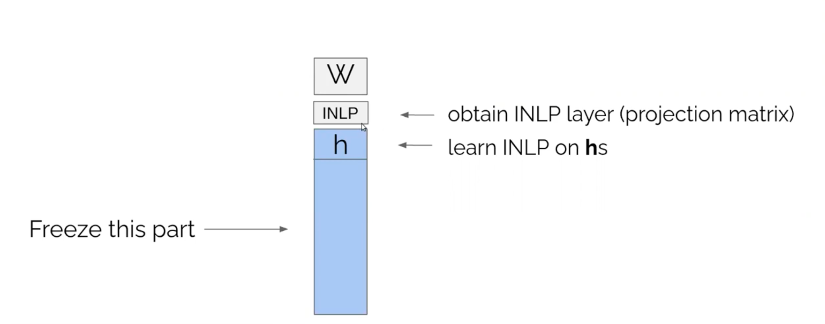 W
INLP
obtain INLP layer (projection matrix)
h
learn INLP on hs
Freeze this part